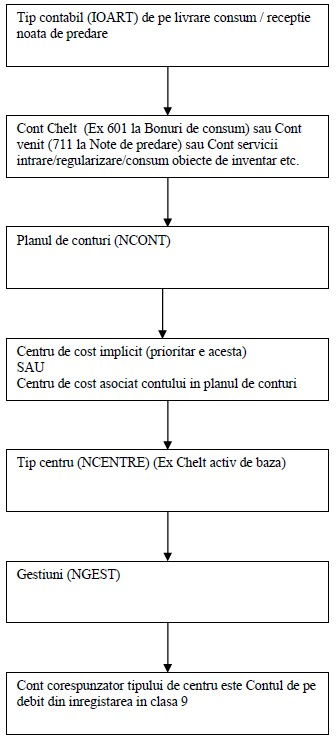 Tip contabil (IOART) de pe livrare consum / receptie
noata de predare
Cont Chelt (Ex 601 la Bonuri de consum) sau Cont
venit (711 la Note de predare) sau Cont servicii
intrare/regularizare/consum obiecte de inventar etc.
Planul de conturi (NCONT)
Centru de cost implicit (prioritar e acesta)
SAU
Centru de cost asociat contului in planul de conturi
Tip centru (NCENTRE) (Ex Chelt activ de baza)
Gestiuni (NGEST)
Cont corespunzator tipului de centru este Contul de pe
debit din inregistarea in clasa 9